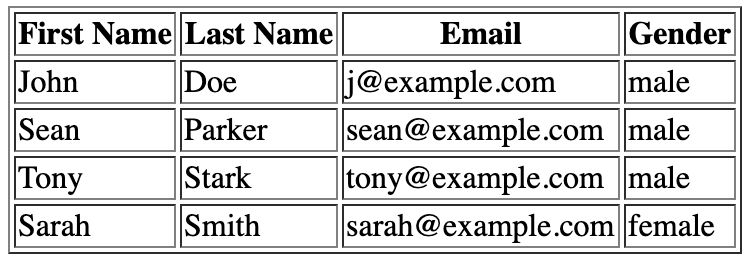 First Name Last Name Email Gender
John Doe j@example.com male
Sean Parker sean@example.com male
Tony Stark tony@example.com male
Sarah Smith sarah@example.com female